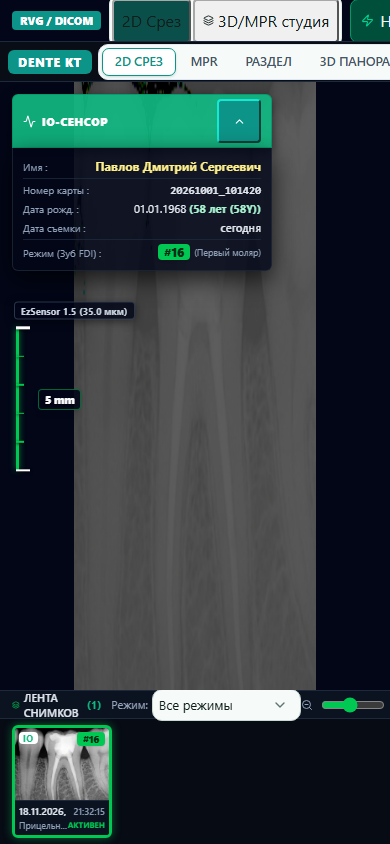 RVG / DICOM
2D Срез
3D/MPR студия
DENTE КТ
2D СРЕЗ
MPR
РАЗДЕЛ
3D ПАНОРА
IO-СЕНСОР
Имя :
Павлов Дмитрий Сергеевич
Номер карты :
20261001_101420
Дата рожд. :
01.01.1968 (58 лет (58Y))
Дата съемки :
сегодня
Режим (Зуб FDI) :
#16 (Первый моляр)
EzSensor 1.5 (35.0 мкм)
5 mm
ЛЕНТА СНИМКОВ (1)
Режим:
Все режимы
IO
#16
18.11.2026, 21:32:15
Прицельн... АКТИВЕН